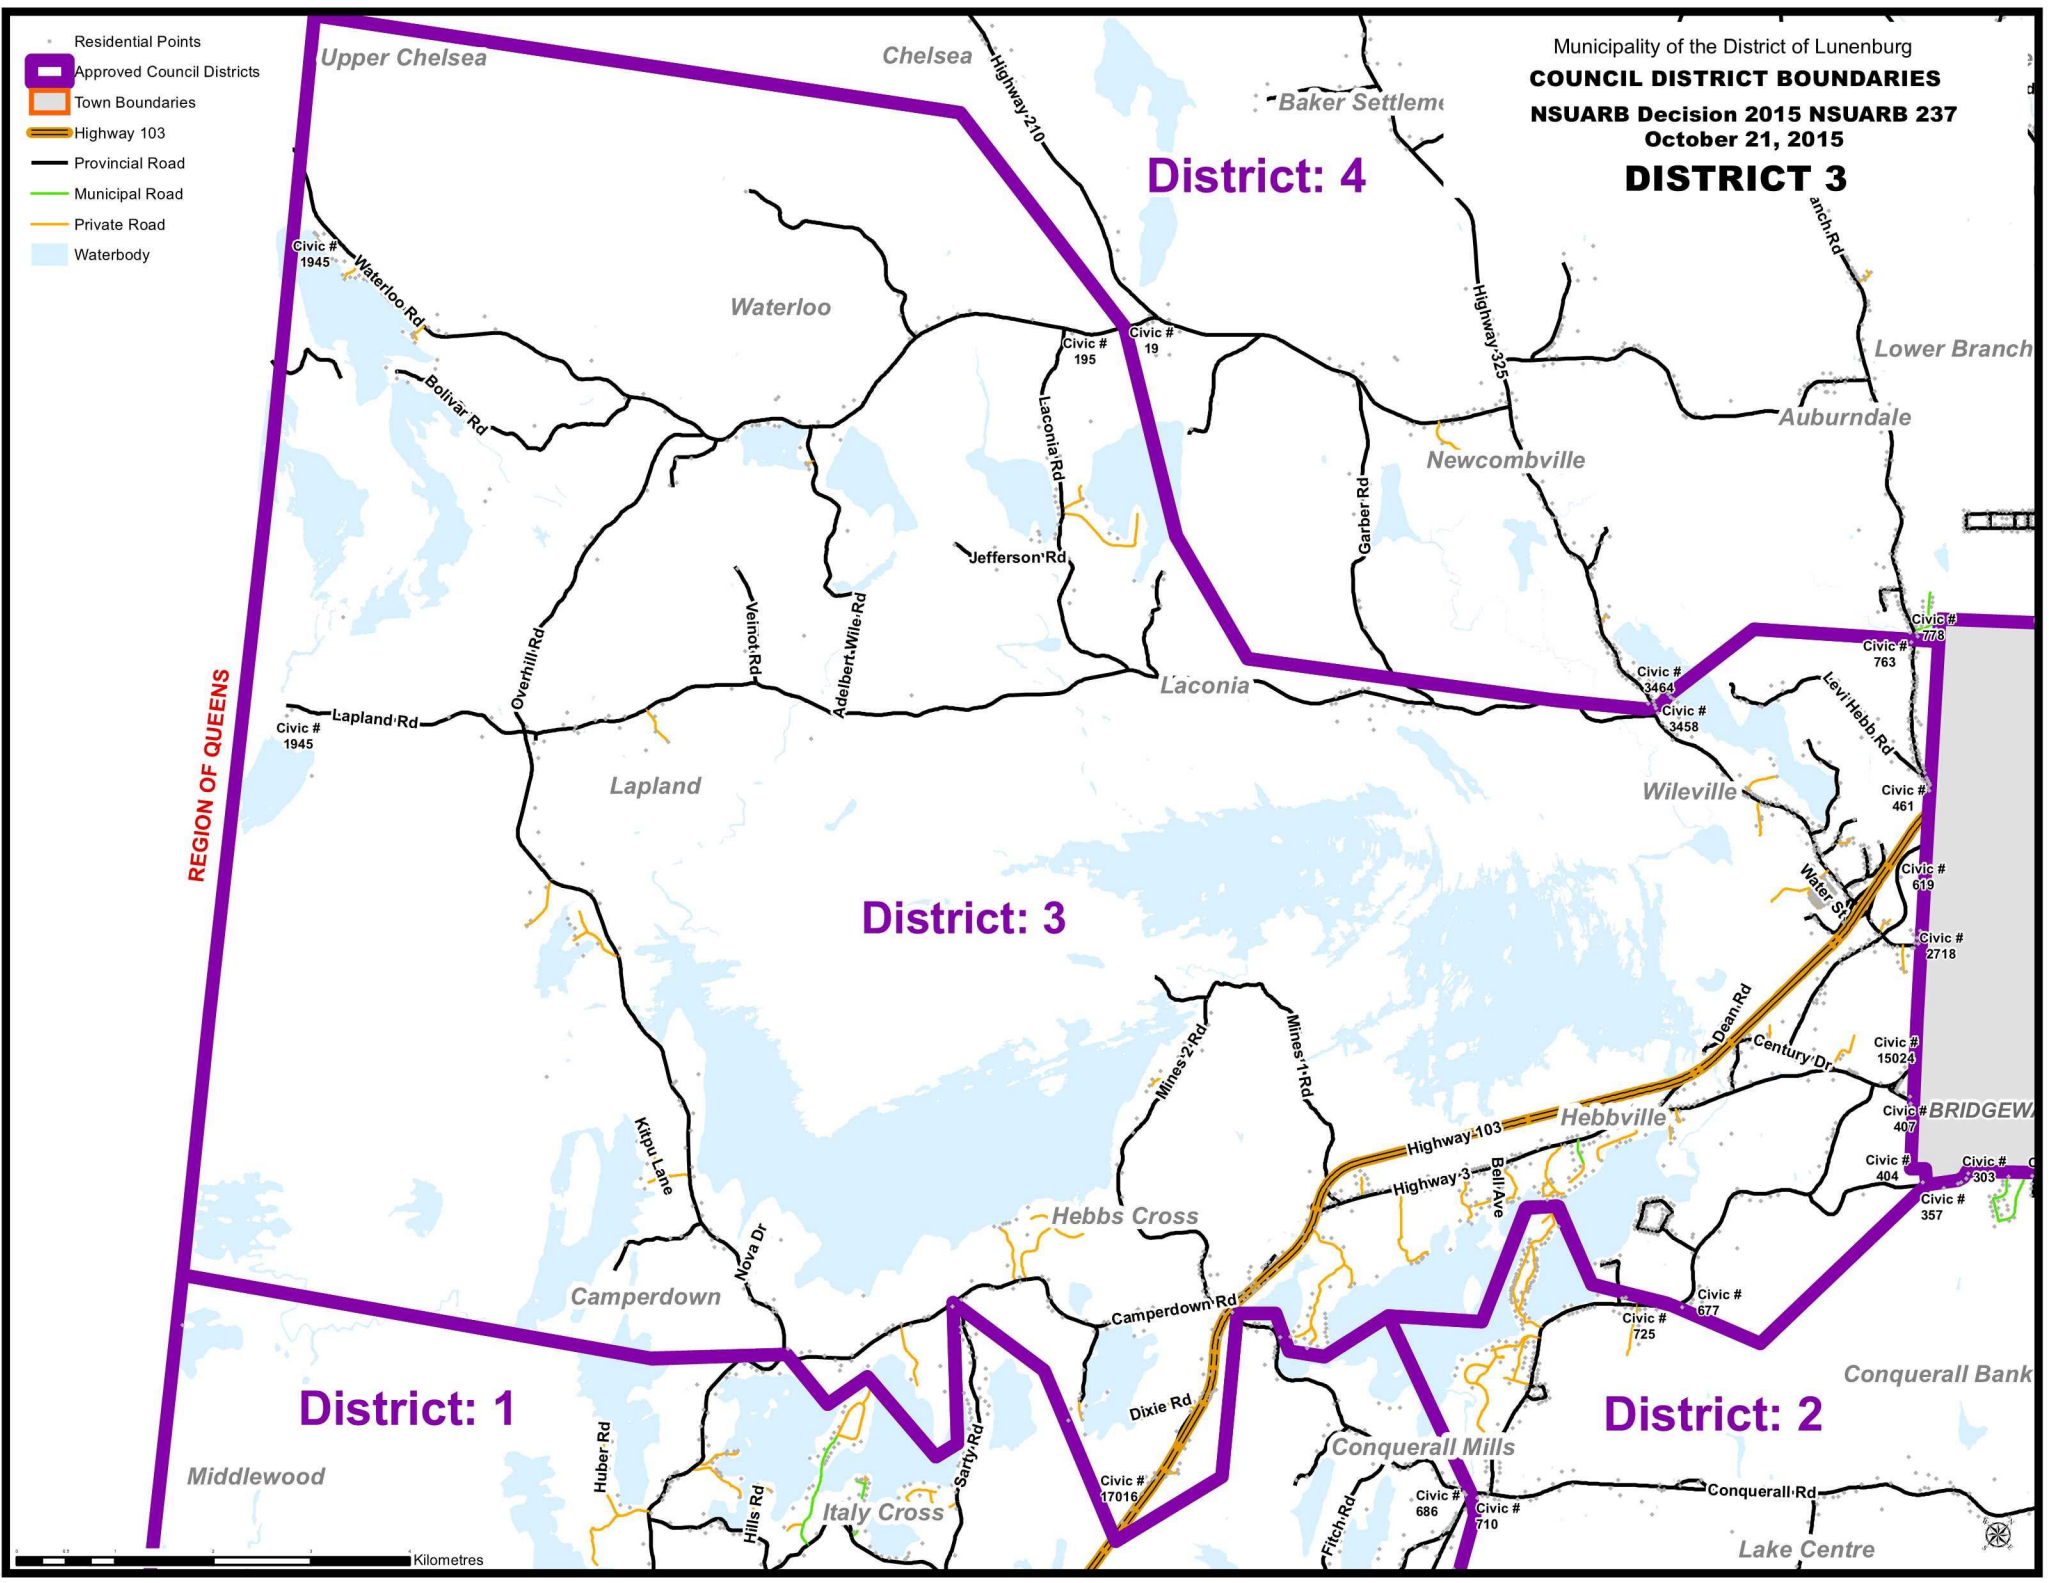 Residential Points
Approved Council Districts
Town Boundaries
Highway 103
Provincial Road
Municipal Road
Private Road
Waterbody
Municipality of the District of Lunenburg
COUNCIL DISTRICT BOUNDARIES
NSUARB Decision 2015 NSUARB 237
October 21, 2015
DISTRICT 3
Upper Chelsea
Chelsea
Highway 210
Baker Settleme
District: 4
anch Rd
Civic #
1945
Waterloo Rd
Waterloo
Civic #
195
Civic #
19
Highway 325
Lower Branch
Bolivar Rd
Laconia Rd
Auburndale
Newcombville
Garber Rd
Jefferson Rd
Veinot Rd
Adelbert Wile Rd
Overhill Rd
Civic #
778
Civic #
763
Laconia
Civic #
3464
Civic #
3458
Levi Hebb Rd
Lapland Rd
Civic #
1945
REGION OF QUEENS
Lapland
Wileville
Civic #
461
Water St
Civic #
619
District: 3
Civic #
2718
Dean Rd
Century Dr
Civic #
15024
Mines 2 Rd
Mines 1 Rd
Civic #
407
BRIDGEWA
Hebbville
Highway 103
Highway 3
Bell Ave
Civic #
404
Civic #
303
C
Civic #
357
Kitpu Lane
Hebbs Cross
Nova Dr
Camperdown
Camperdown Rd
Civic #
677
Civic #
725
Conquerall Bank
District: 1
District: 2
Dixie Rd
Huber Rd
Sarty Rd
Conquerall Mills
Middlewood
Civic #
17016
Hills Rd
Italy Cross
Fitch Rd
Civic #
686
Civic #
710
Conquerall Rd
Lake Centre
Kilometres